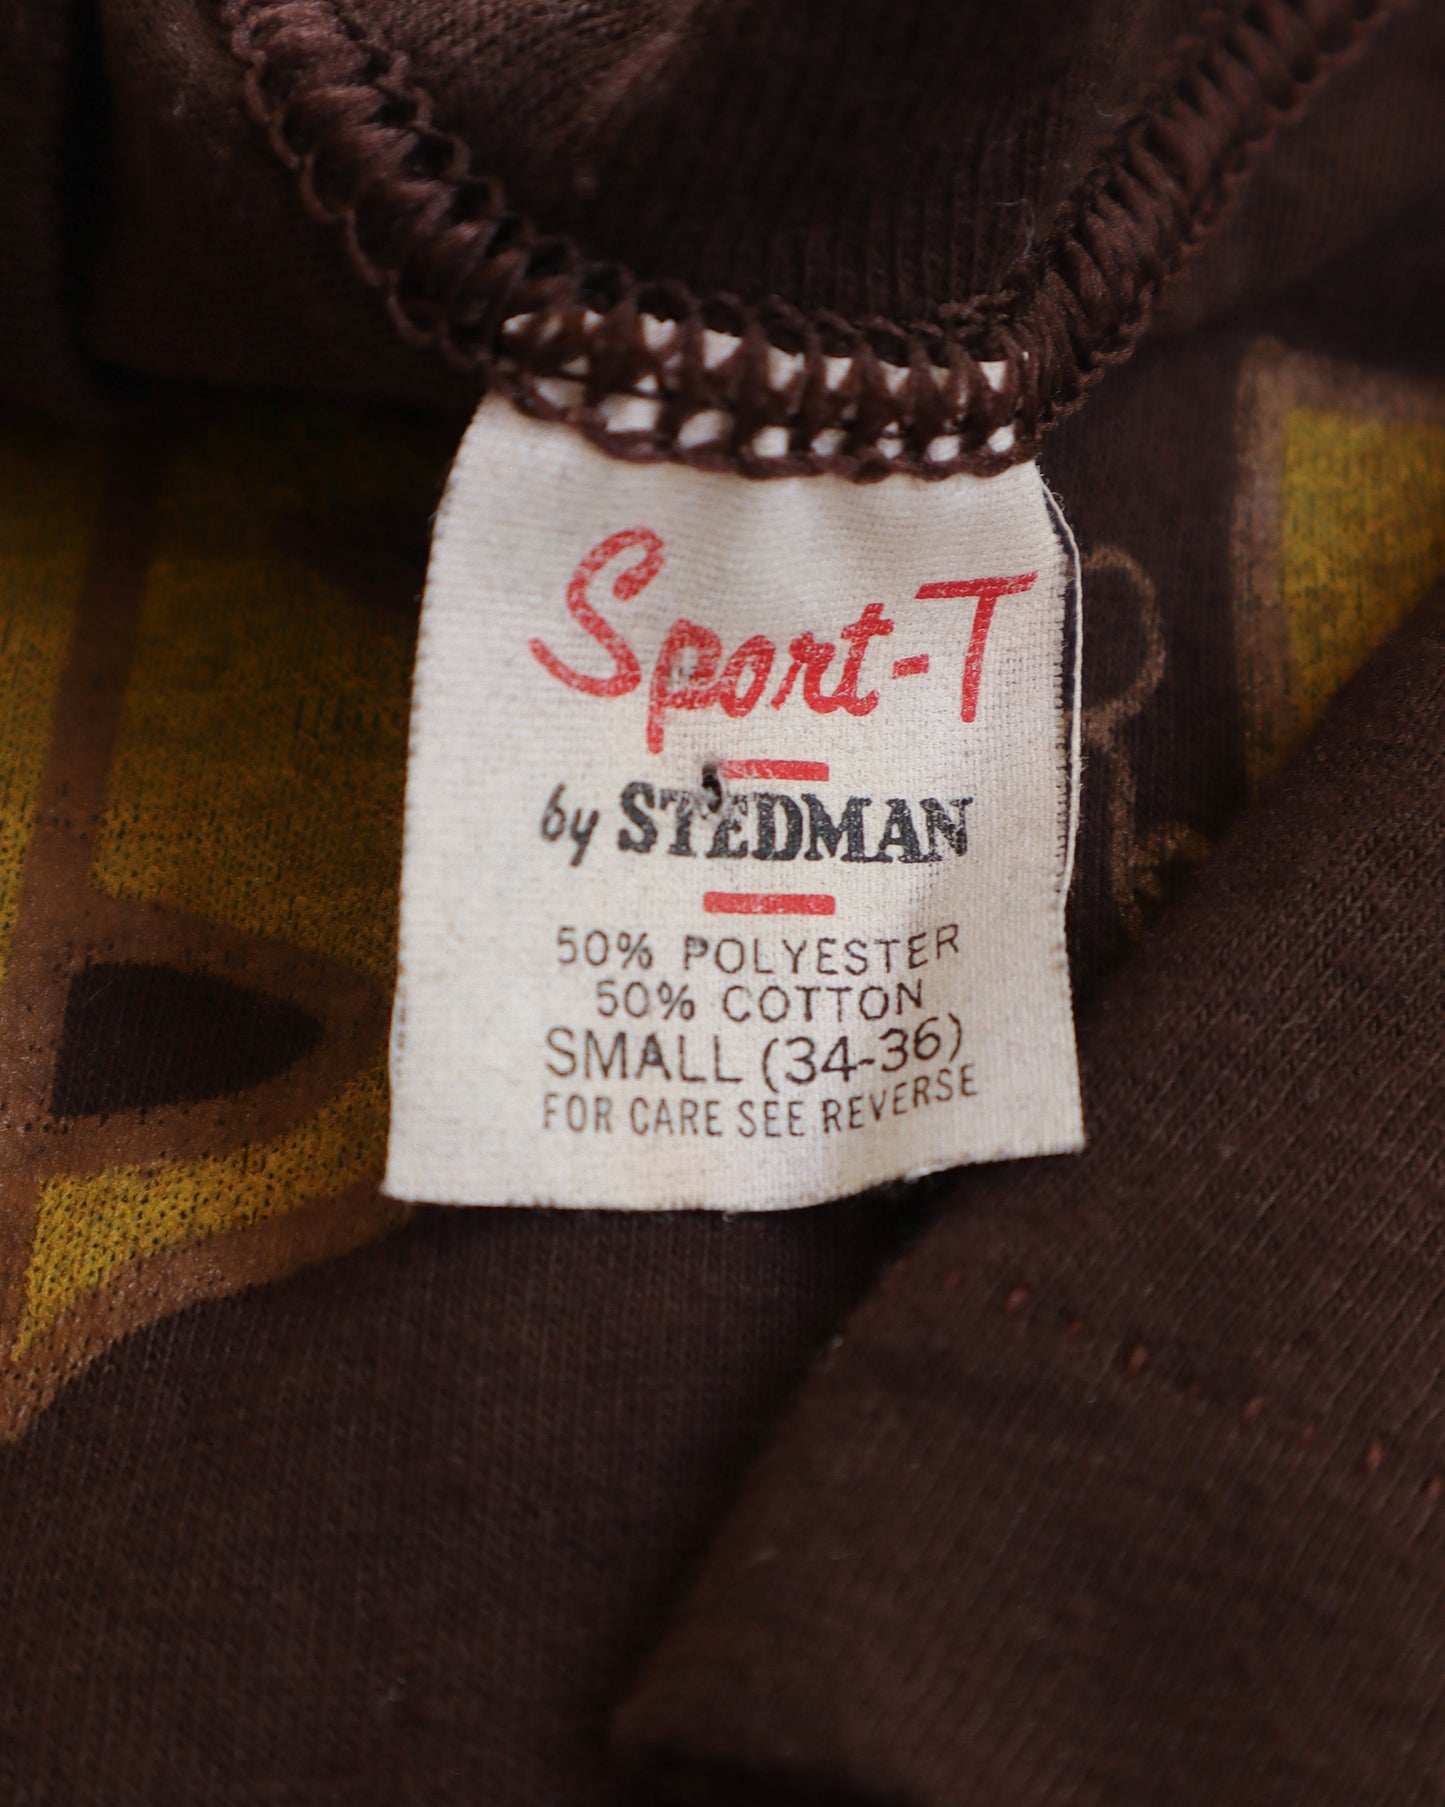 Sport-T
by STEDMAN
50% POLYESTER
50% COTTON
SMALL (34-36)
FOR CARE SEE REVERSE